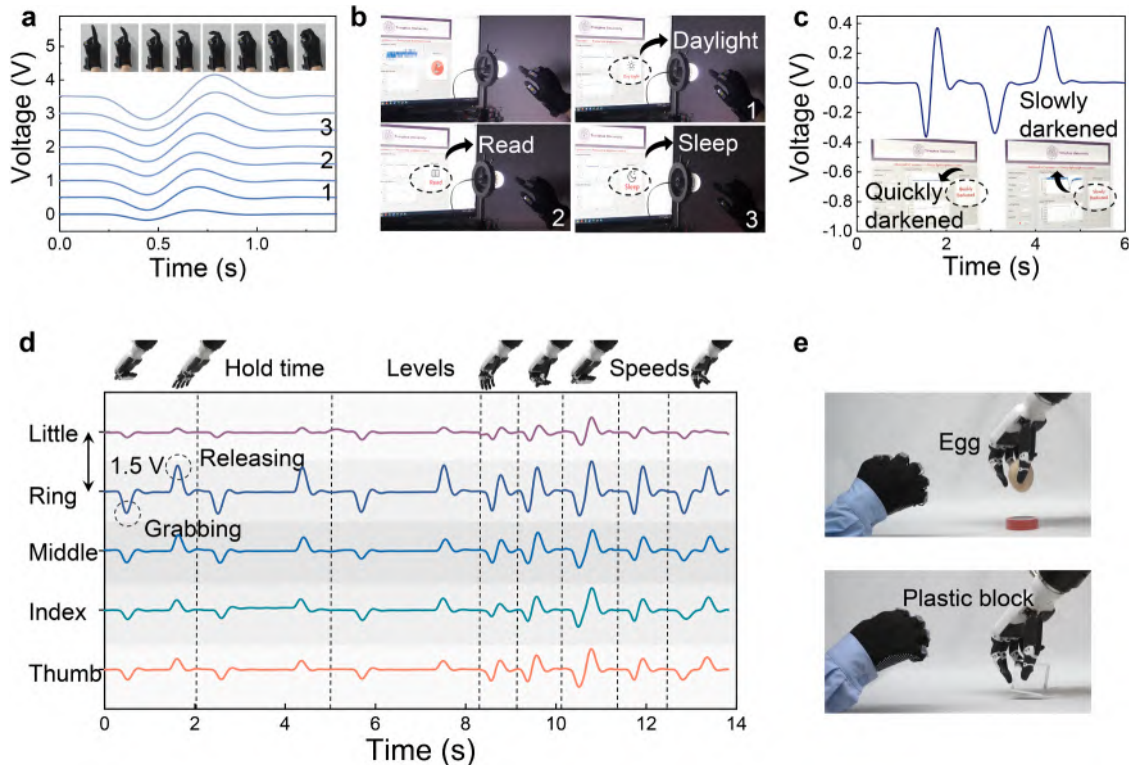 a
5
4
3
2
1
0
Voltage (V)
3
2
1
0.0
0.5
1.0
Time (s)
b
Daylight
1
Read
Read
2
Sleep
Sleep
3
c
0.4
0.2
0.0
-0.2
-0.4
-0.6
-0.8
-1.0
Voltage (V)
Slowly
darkened
Quickly
darkened
0
2
4
6
Time (s)
d
Hold time
Levels
Speeds
Little
1.5 V
Releasing
Ring
Grabbing
Middle
Index
Thumb
0
2
4
6
8
10
12
14
Time (s)
e
Egg
Plastic block